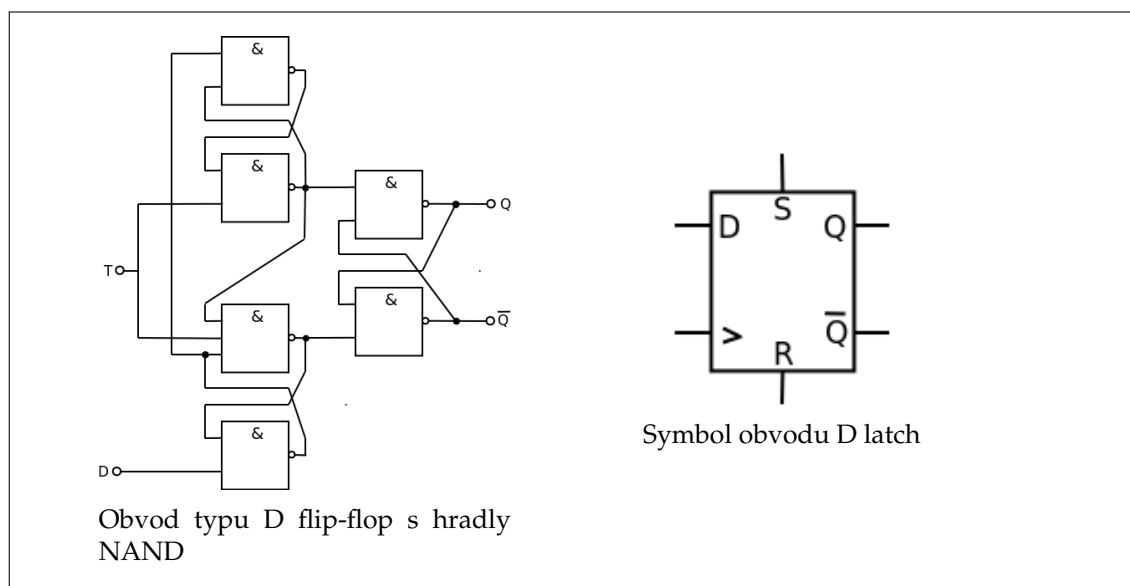 &
&
&
Q
T
&
&
Q̅
&
D
Obvod typu D flip-flop s hradly
NAND
S
D Q
> Q̅
R
Symbol obvodu D latch